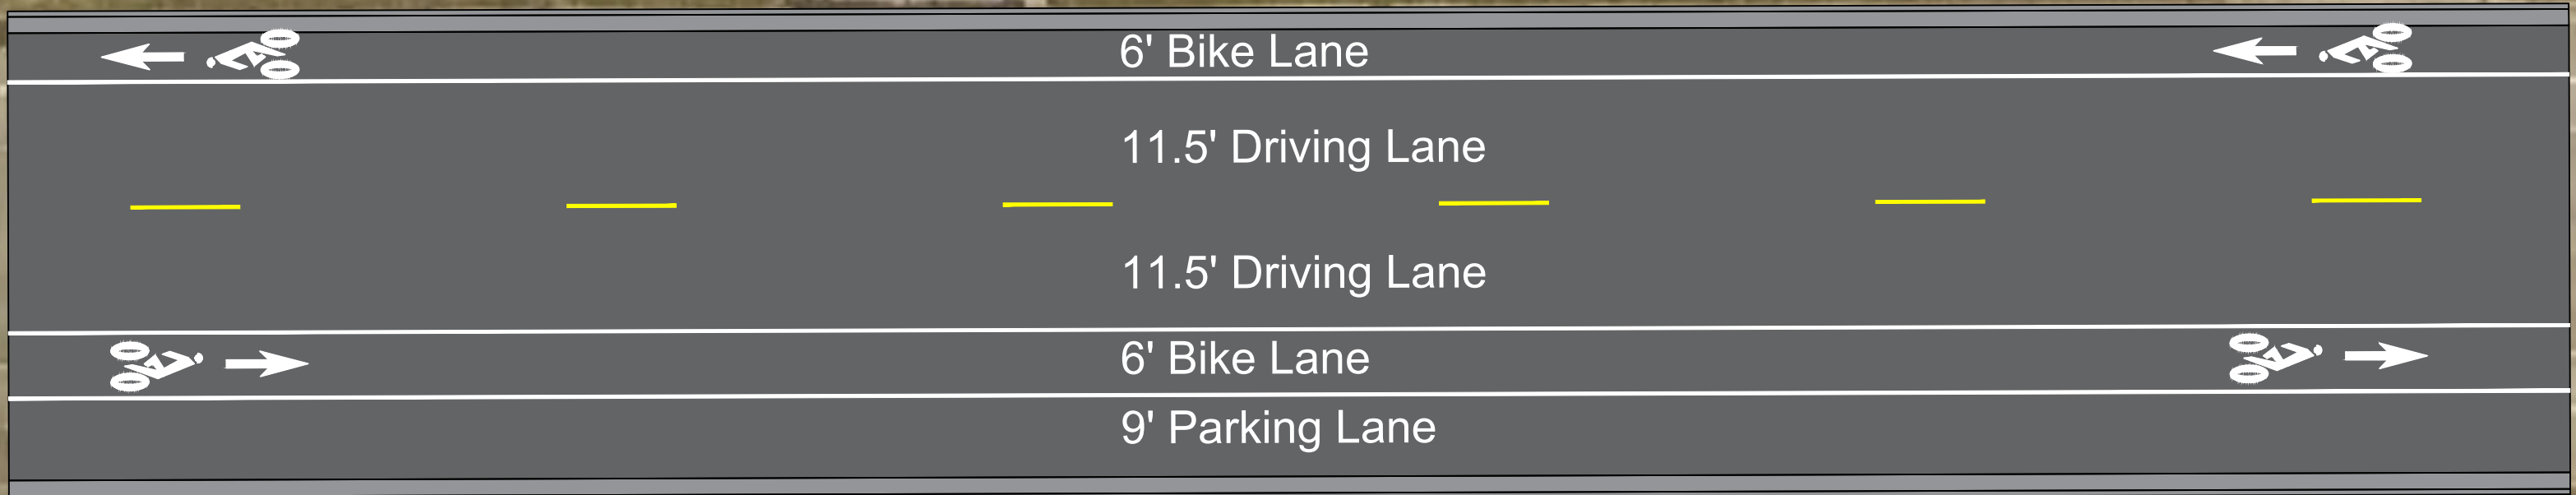 6' Bike Lane
11.5' Driving Lane
11.5' Driving Lane
6' Bike Lane
9' Parking Lane